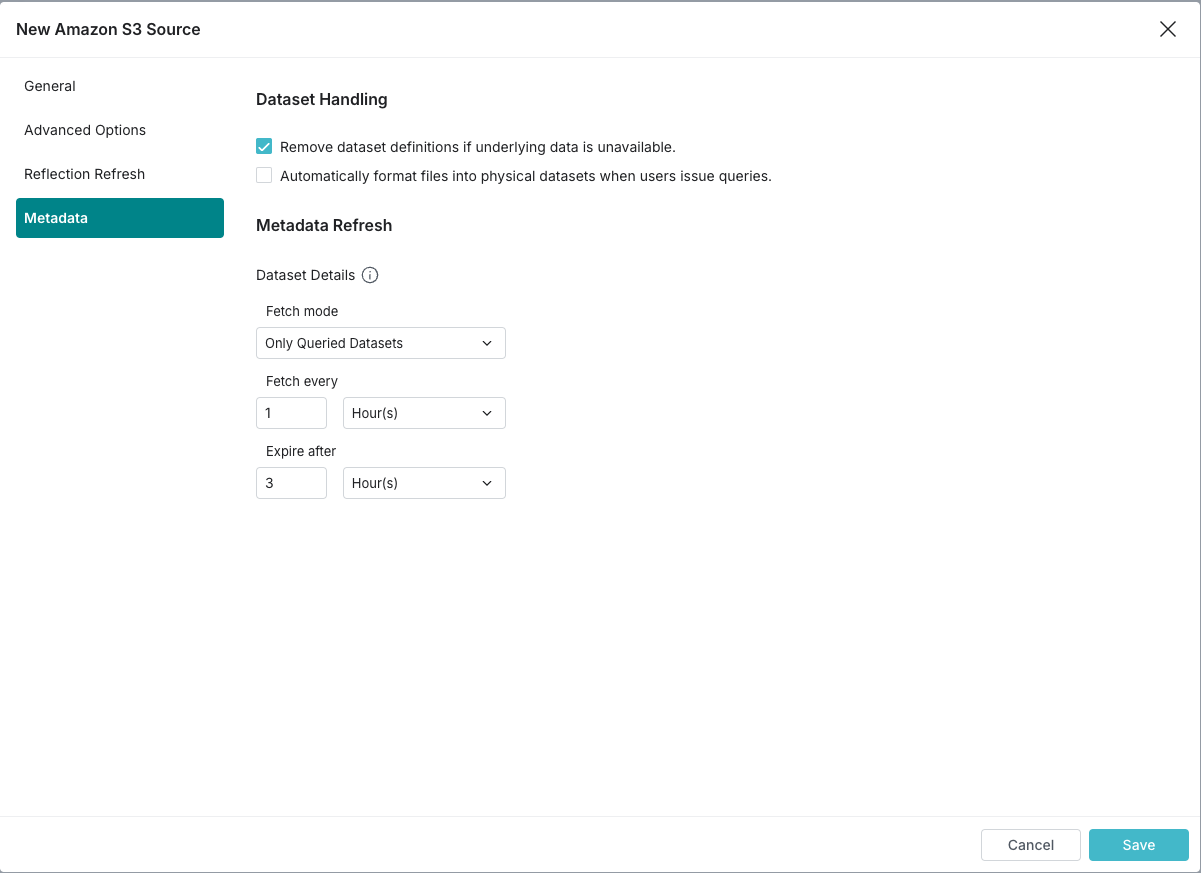 New Amazon S3 Source
General
Advanced Options
Reflection Refresh
Metadata
Dataset Handling
Remove dataset definitions if underlying data is unavailable.
Automatically format files into physical datasets when users issue queries.
Metadata Refresh
Dataset Details
Fetch mode
Only Queried Datasets
Fetch every
1 Hour(s)
Expire after
3 Hour(s)
Cancel Save